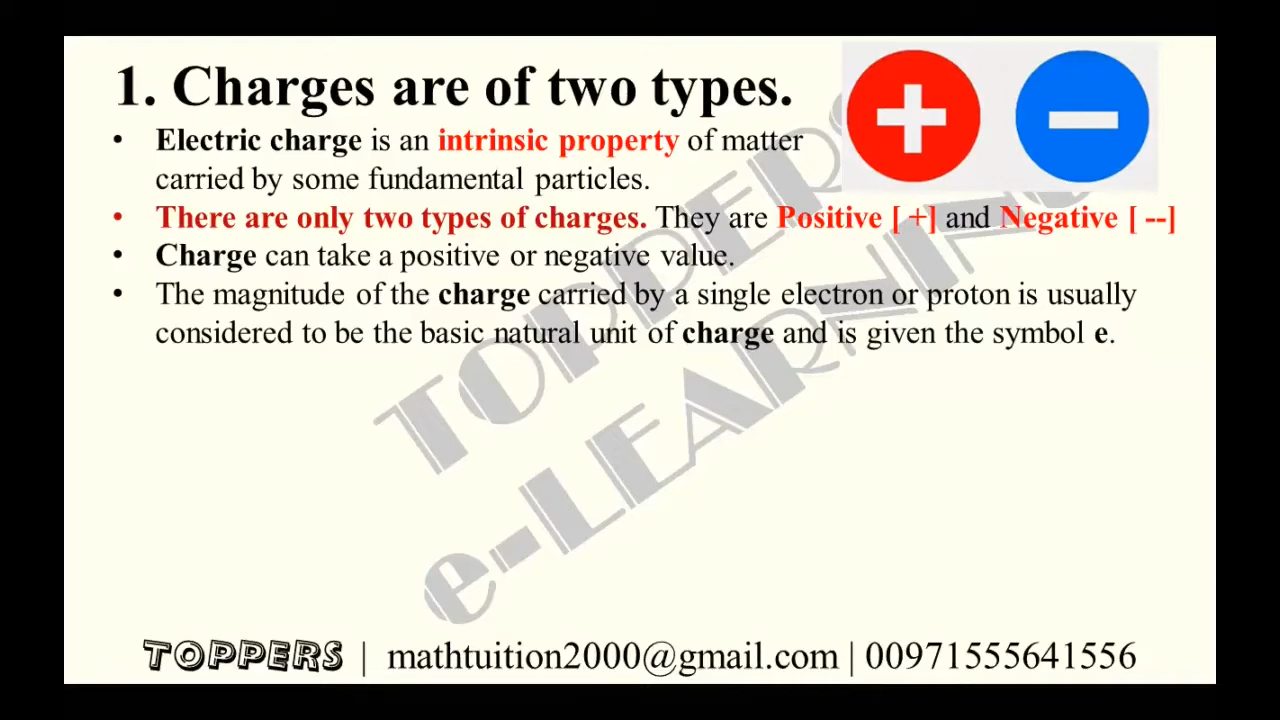 1. Charges are of two types.
• Electric charge is an intrinsic property of matter
carried by some fundamental particles.
• There are only two types of charges. They are Positive [ +] and Negative [ --]
• Charge can take a positive or negative value.
• The magnitude of the charge carried by a single electron or proton is usually
considered to be the basic natural unit of charge and is given the symbol e.
TOPPERS
e-LEARNING
TOPPERS | mathtuition2000@gmail.com | 00971555641556